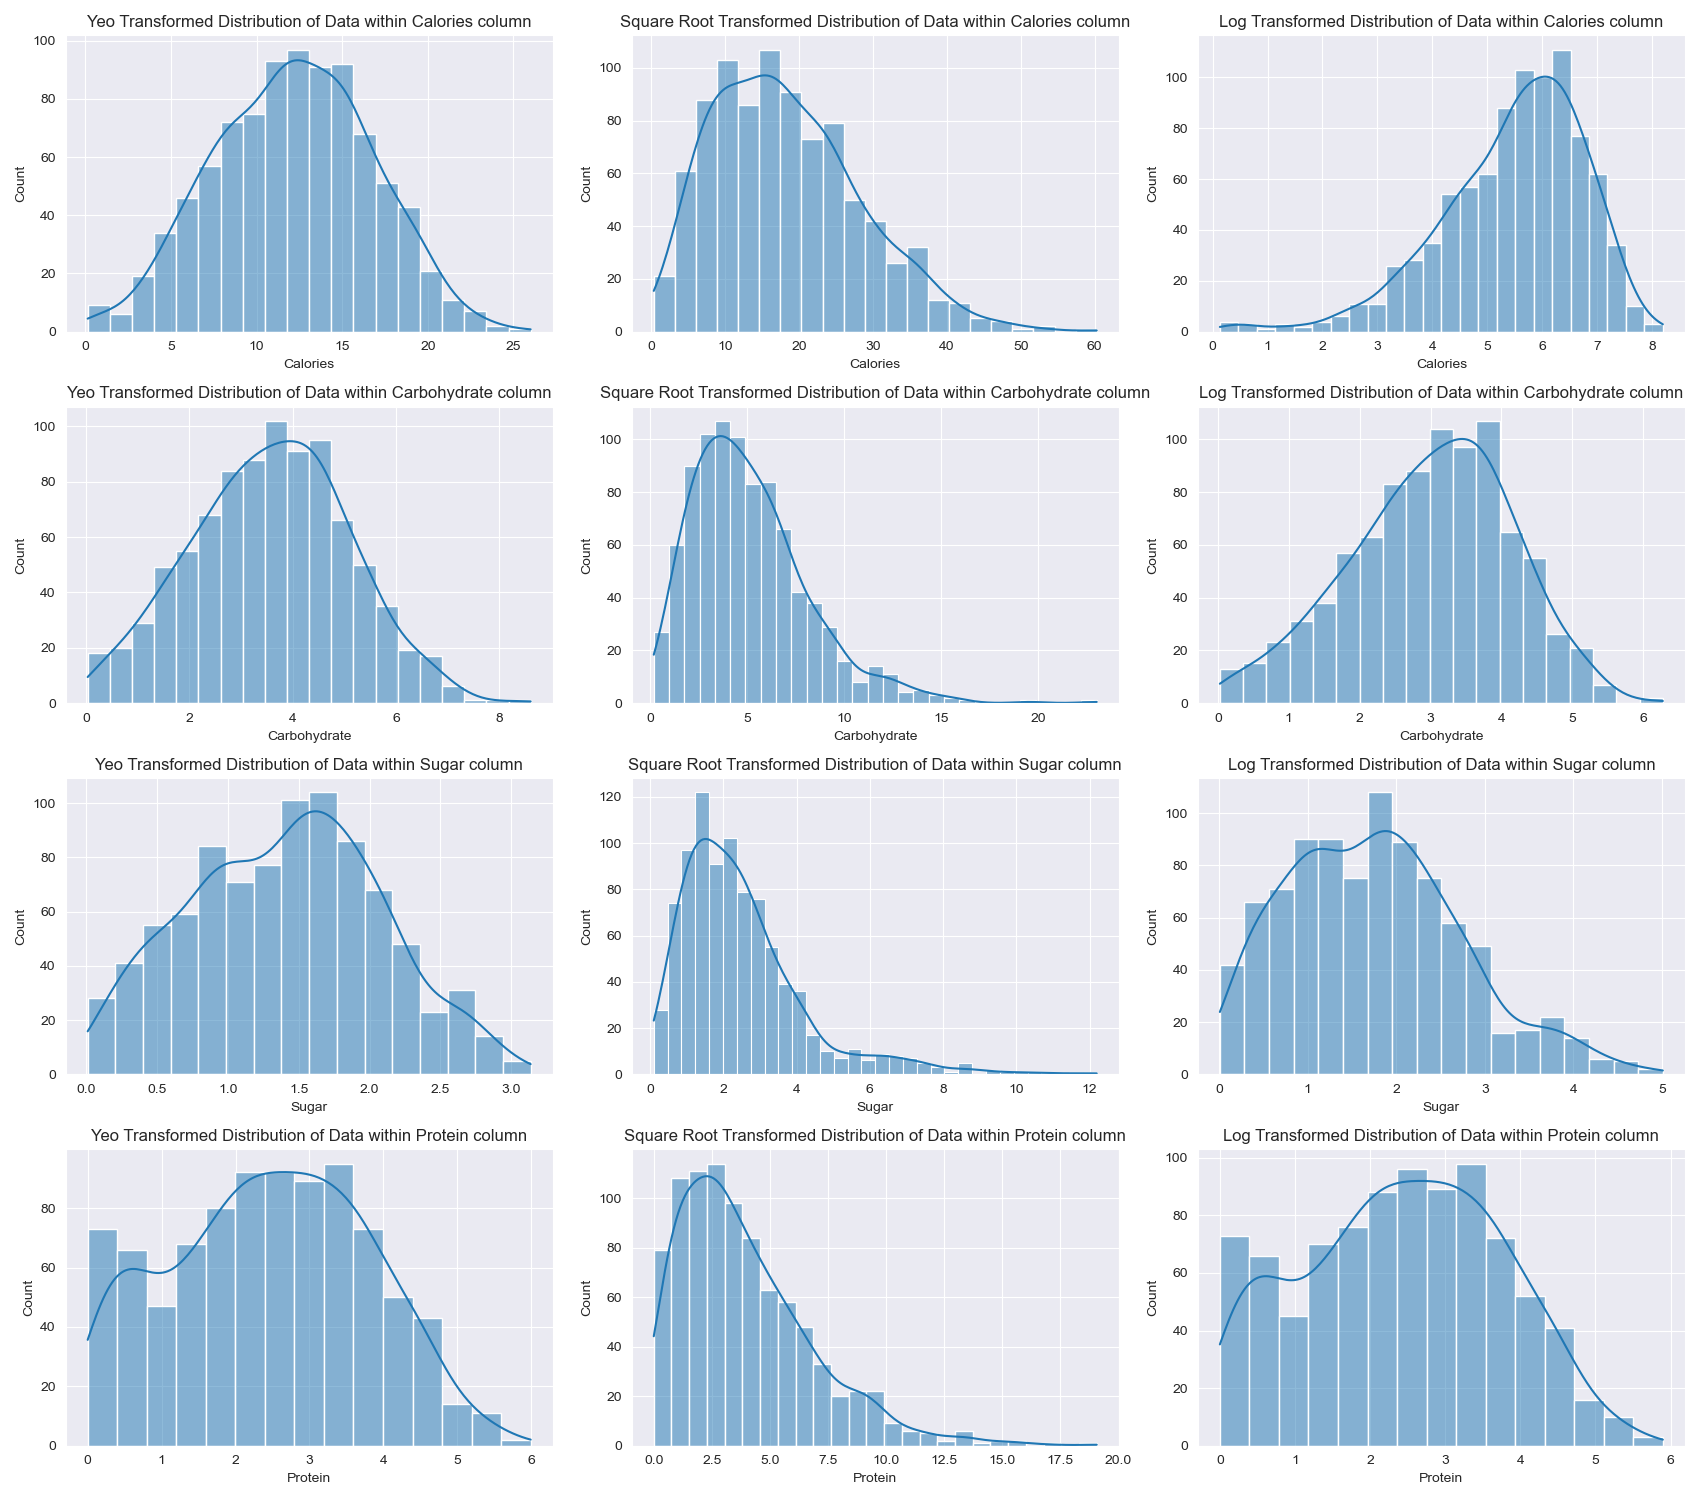 Yeo Transformed Distribution of Data within Calories column
100
80
60
40
20
0
Count
0 5 10 15 20 25
Calories
Square Root Transformed Distribution of Data within Calories column
100
80
60
40
20
0
Count
0 10 20 30 40 50 60
Calories
Log Transformed Distribution of Data within Calories column
100
80
60
40
20
0
Count
0 1 2 3 4 5 6 7 8
Calories
Yeo Transformed Distribution of Data within Carbohydrate column
100
80
60
40
20
0
Count
0 2 4 6 8
Carbohydrate
Square Root Transformed Distribution of Data within Carbohydrate column
100
80
60
40
20
0
Count
0 5 10 15 20
Carbohydrate
Log Transformed Distribution of Data within Carbohydrate column
100
80
60
40
20
0
Count
0 1 2 3 4 5 6
Carbohydrate
Yeo Transformed Distribution of Data within Sugar column
100
80
60
40
20
0
Count
0.0 0.5 1.0 1.5 2.0 2.5 3.0
Sugar
Square Root Transformed Distribution of Data within Sugar column
120
100
80
60
40
20
0
Count
0 2 4 6 8 10 12
Sugar
Log Transformed Distribution of Data within Sugar column
100
80
60
40
20
0
Count
0 1 2 3 4 5
Sugar
Yeo Transformed Distribution of Data within Protein column
80
60
40
20
0
Count
0 1 2 3 4 5 6
Protein
Square Root Transformed Distribution of Data within Protein column
100
80
60
40
20
0
Count
0.0 2.5 5.0 7.5 10.0 12.5 15.0 17.5 20.0
Protein
Log Transformed Distribution of Data within Protein column
100
80
60
40
20
0
Count
0 1 2 3 4 5 6
Protein